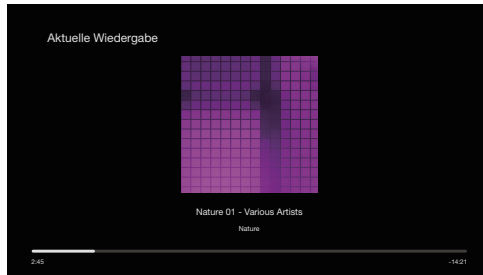 Aktuelle Wiedergabe
Nature 01 - Various Artists
Nature
2:45
-14:21